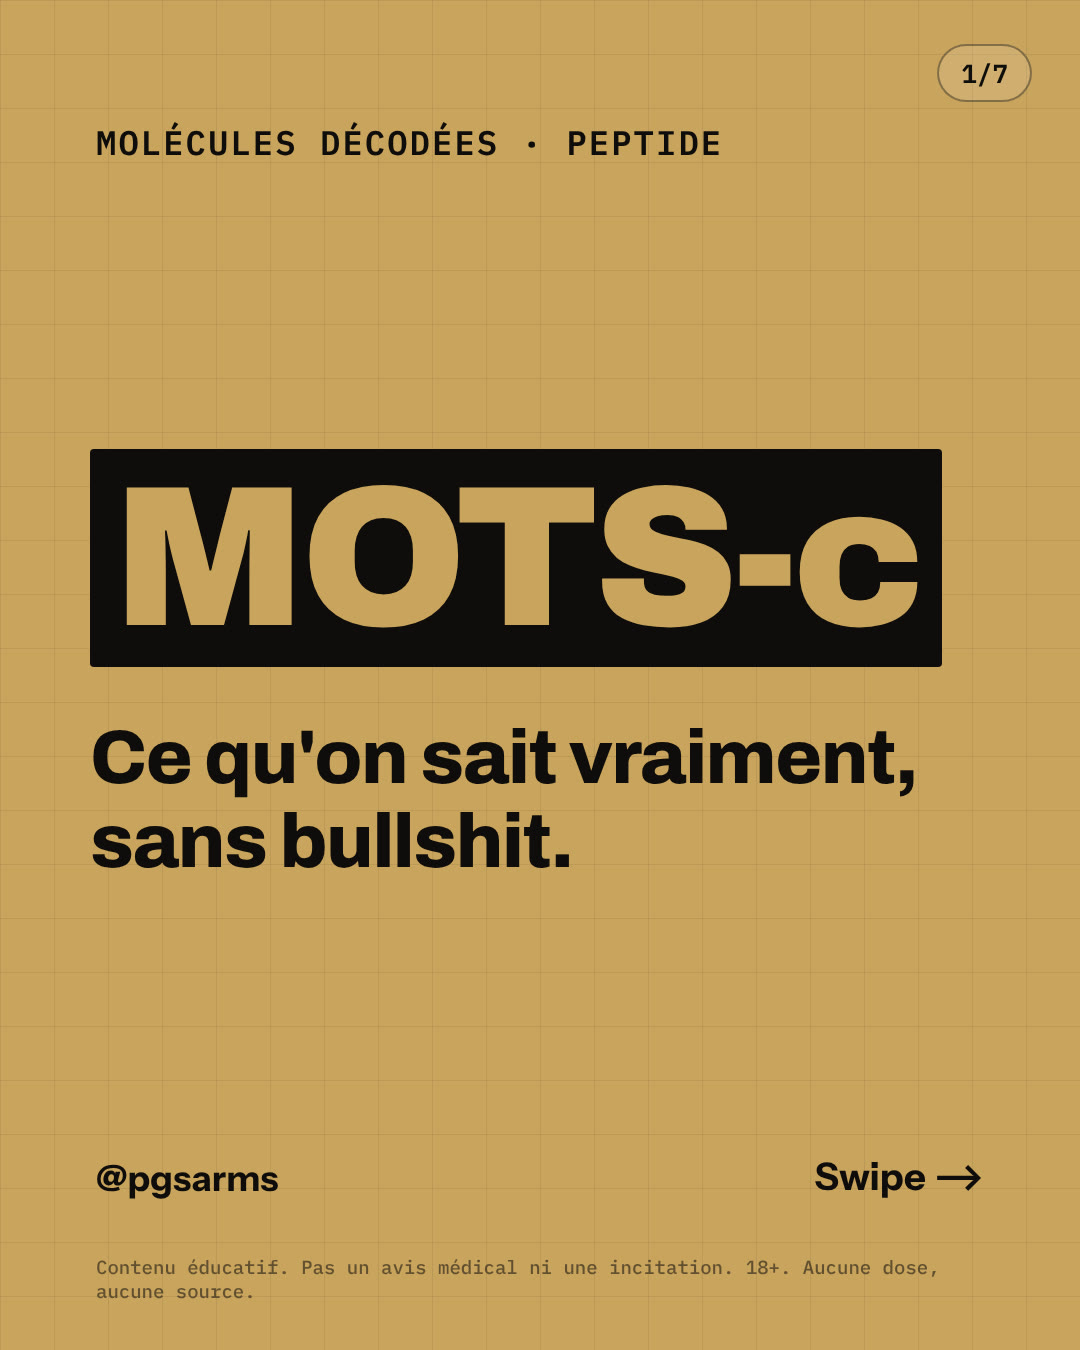 1/7
MOLÉCULES DÉCODÉES · PEPTIDE
MOTS-c
Ce qu'on sait vraiment,
sans bullshit.
@pgsarms
Swipe →
Contenu éducatif. Pas un avis médical ni une incitation. 18+. Aucune dose,
aucune source.